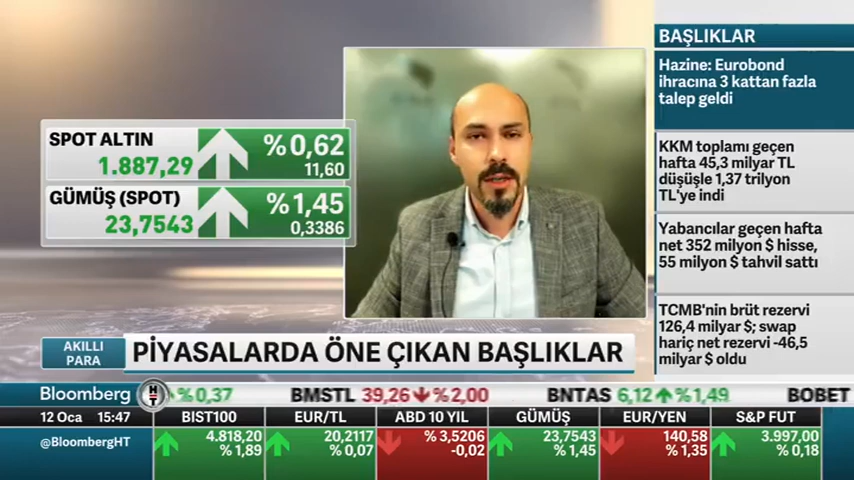 BAŞLIKLAR
Hazine: Eurobond
ihracına 3 kattan fazla
talep geldi
KKM toplamı geçen
hafta 45,3 milyar TL
düşüşle 1,37 trilyon
TL'ye indi
Yabancılar geçen hafta
net 352 milyon $ hisse,
55 milyon $ tahvil sattı
TCMB'nin brüt rezervi
126,4 milyar $; swap
hariç net rezervi -46,5
milyar $ oldu
SPOT ALTIN
1.887,29
%0,62
11,60
GÜMÜŞ (SPOT)
23,7543
%1,45
0,3386
AKILLI
PARA
PİYASALARDA ÖNE ÇIKAN BAŞLIKLAR
Bloomberg HT %0,37 BMSTL 39,26 %2,00 BNTAS 6,12 %1,49 BOBET
12 Oca 15:47
@BloombergHT
BIST100
4.818,20
%1,89
EUR/TL
20,2117
%0,07
ABD 10 YIL
%3,5206
-0,02
GÜMÜŞ
23,7543
%1,45
EUR/YEN
140,58
%1,35
S&P FUT
3.997,00
%0,18